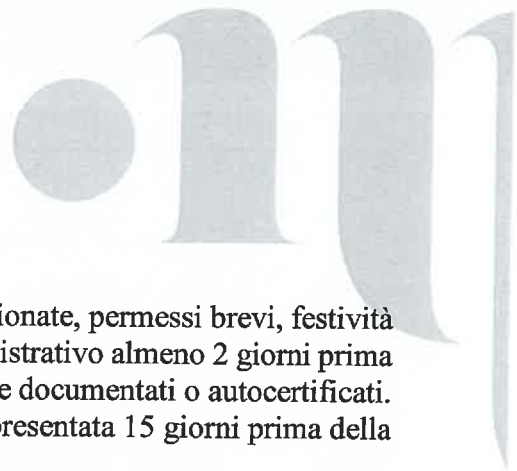 ionate, permessi brevi, festività
istrativo almeno 2 giorni prima
e documentati o autocertificati.
presentata 15 giorni prima della